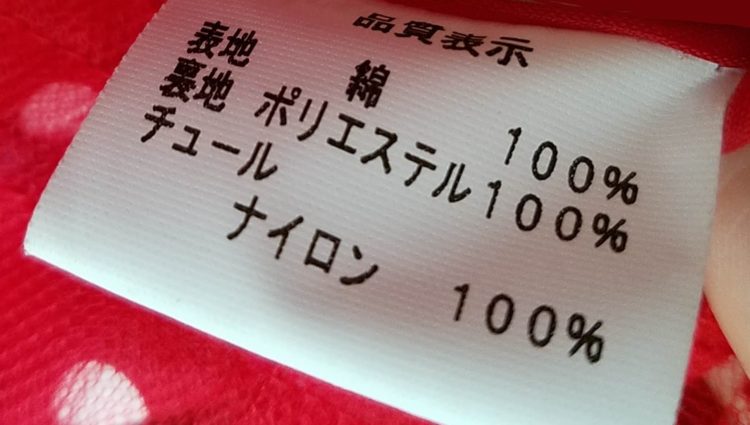 品質表示
表地 綿 100%
裏地 ポリエステル 100%
チュール
ナイロン 100%